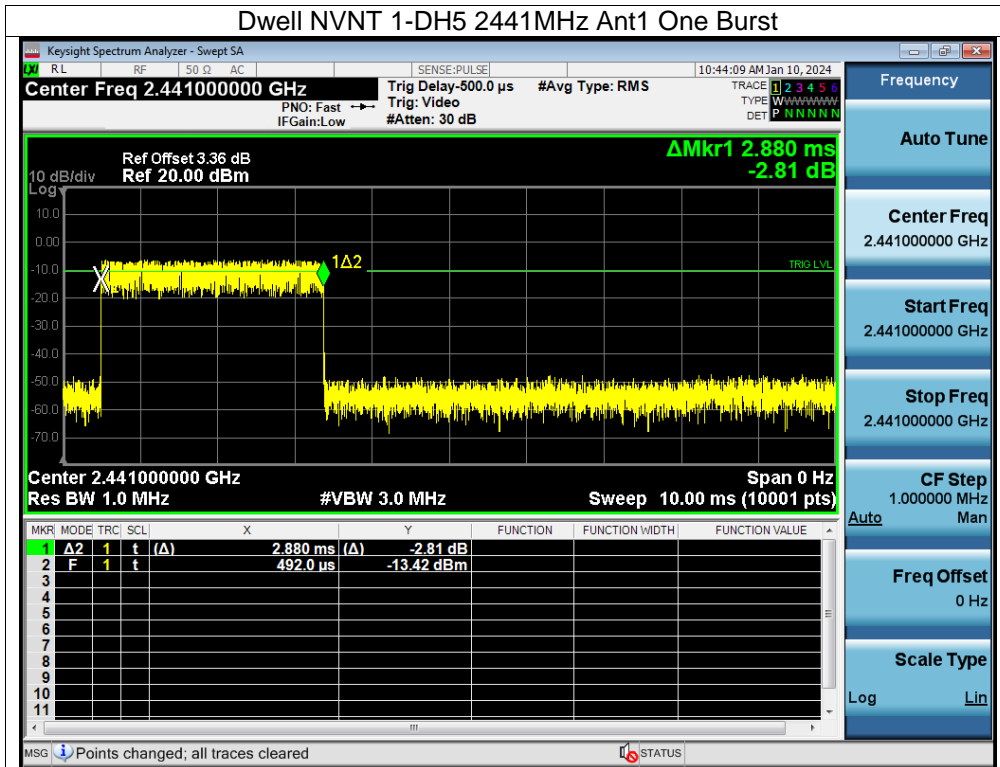 Dwell NVNT 1-DH5 2441MHz Ant1 One Burst
Keysight Spectrum Analyzer - Swept SA
LXI RL RF 50 Ω AC SENSE:PULSE 10:44:09 AM Jan 10, 2024
Center Freq 2.441000000 GHz
PNO: Fast
IFGain:Low
Trig Delay-500.0 µs
Trig: Video
#Atten: 30 dB
#Avg Type: RMS
TRACE 1 2 3 4 5 6
TYPE WWWWWW
DET P N N N N N
ΔMkr1 2.880 ms
-2.81 dB
Ref Offset 3.36 dB
10 dB/div Ref 20.00 dBm
Log
10.0
0.00
-10.0
-20.0
-30.0
-40.0
-50.0
-60.0
-70.0
1Δ2
TRIG LVL
Center 2.441000000 GHz Span 0 Hz
Res BW 1.0 MHz #VBW 3.0 MHz Sweep 10.00 ms (10001 pts)
MKR MODE TRC SCL X Y FUNCTION FUNCTION WIDTH FUNCTION VALUE
1 Δ2 1 t (Δ) 2.880 ms (Δ) -2.81 dB
2 F 1 t 492.0 µs -13.42 dBm
3
4
5
6
7
8
9
10
11
MSG Points changed; all traces cleared STATUS
Frequency
Auto Tune
Center Freq
2.441000000 GHz
Start Freq
2.441000000 GHz
Stop Freq
2.441000000 GHz
CF Step
1.000000 MHz
Auto Man
Freq Offset
0 Hz
Scale Type
Log Lin